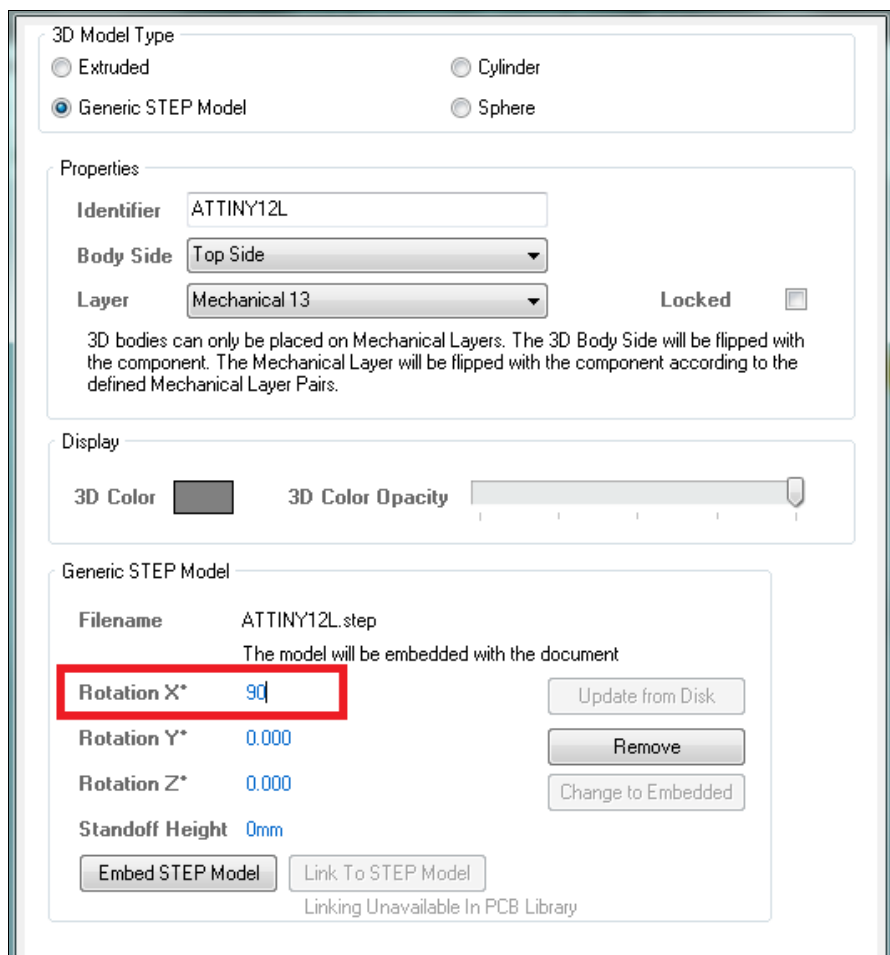 3D Model Type
Extruded
Cylinder
Generic STEP Model
Sphere
Properties
Identifier ATTINY12L
Body Side Top Side
Layer Mechanical 13 Locked
3D bodies can only be placed on Mechanical Layers. The 3D Body Side will be flipped with
the component. The Mechanical Layer will be flipped with the component according to the
defined Mechanical Layer Pairs.
Display
3D Color 3D Color Opacity
Generic STEP Model
Filename ATTINY12L.step
The model will be embedded with the document
Rotation X° 90 Update from Disk
Rotation Y° 0.000 Remove
Rotation Z° 0.000 Change to Embedded
Standoff Height 0mm
Embed STEP Model Link To STEP Model
Linking Unavailable In PCB Library